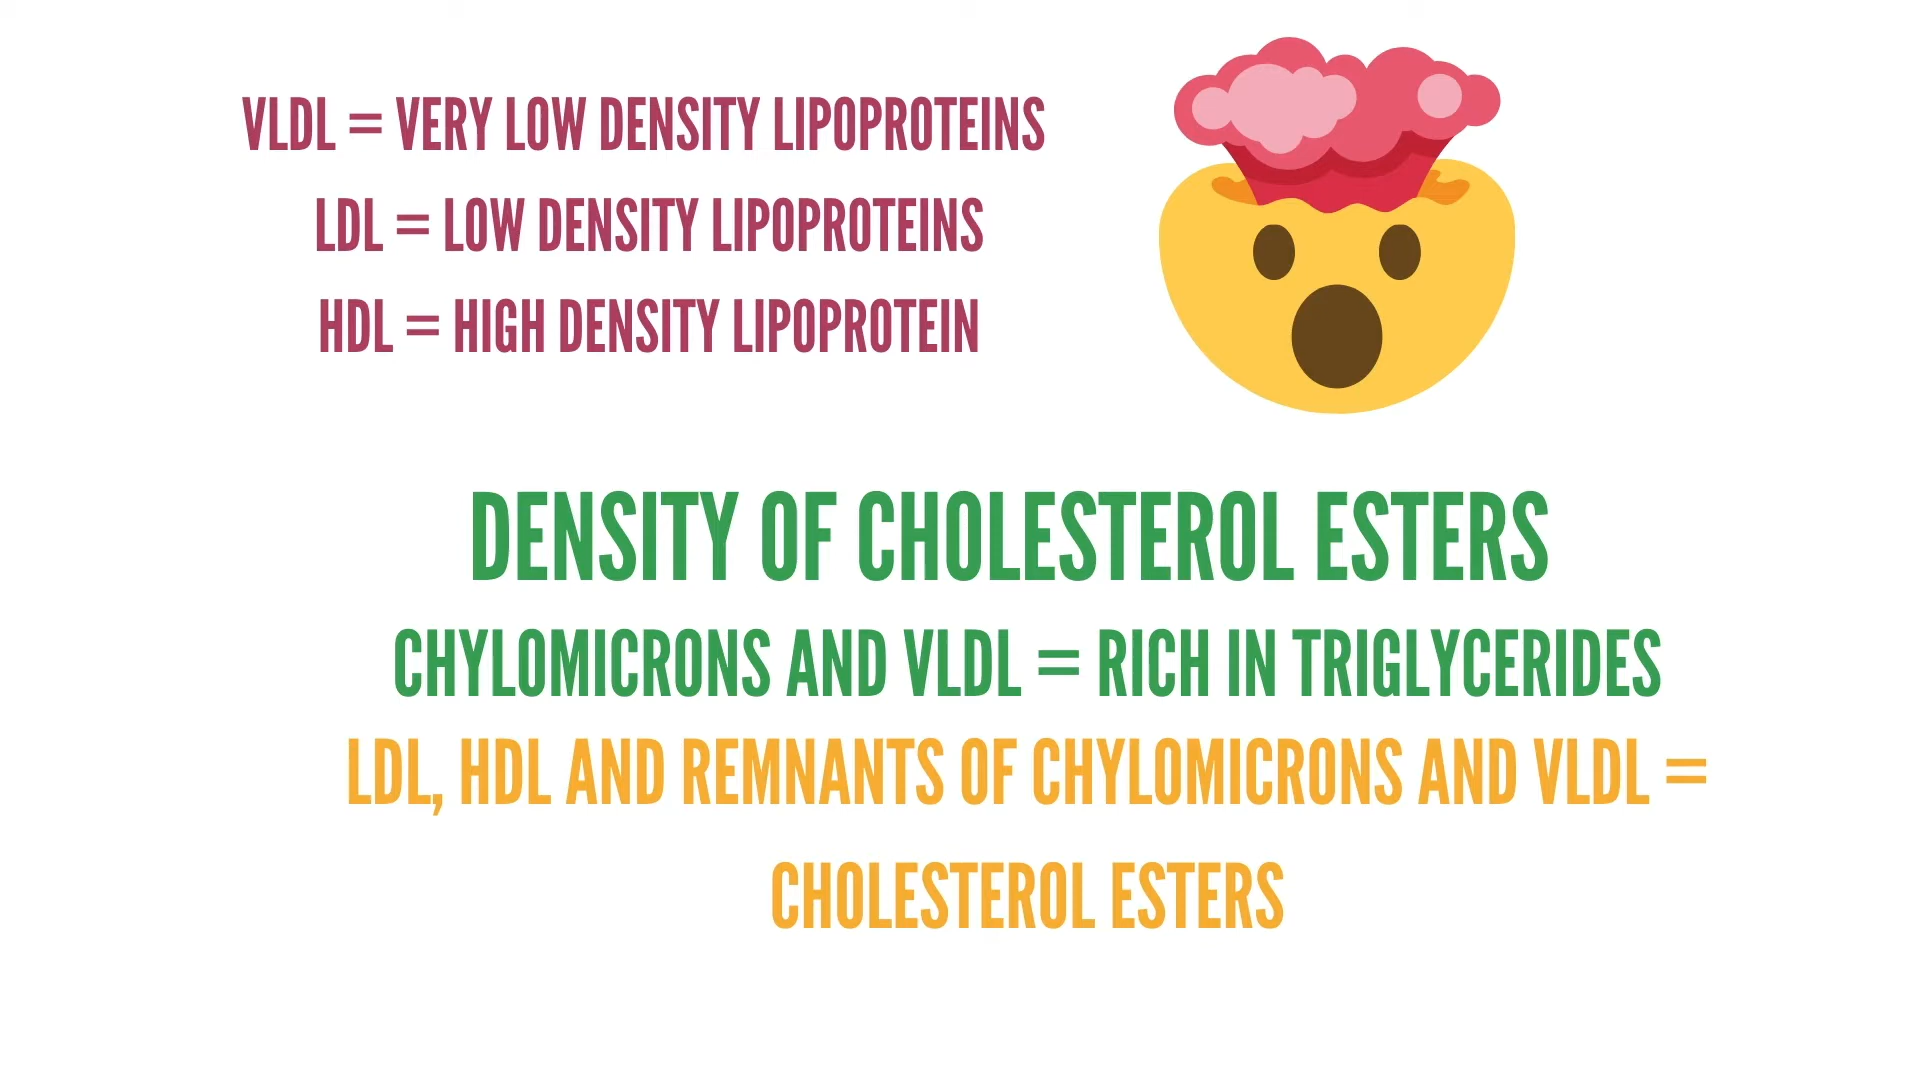 VLDL = VERY LOW DENSITY LIPOPROTEINS
LDL = LOW DENSITY LIPOPROTEINS
HDL = HIGH DENSITY LIPOPROTEIN
DENSITY OF CHOLESTEROL ESTERS
CHYLOMICRONS AND VLDL = RICH IN TRIGLYCERIDES
LDL, HDL AND REMNANTS OF CHYLOMICRONS AND VLDL =
CHOLESTEROL ESTERS